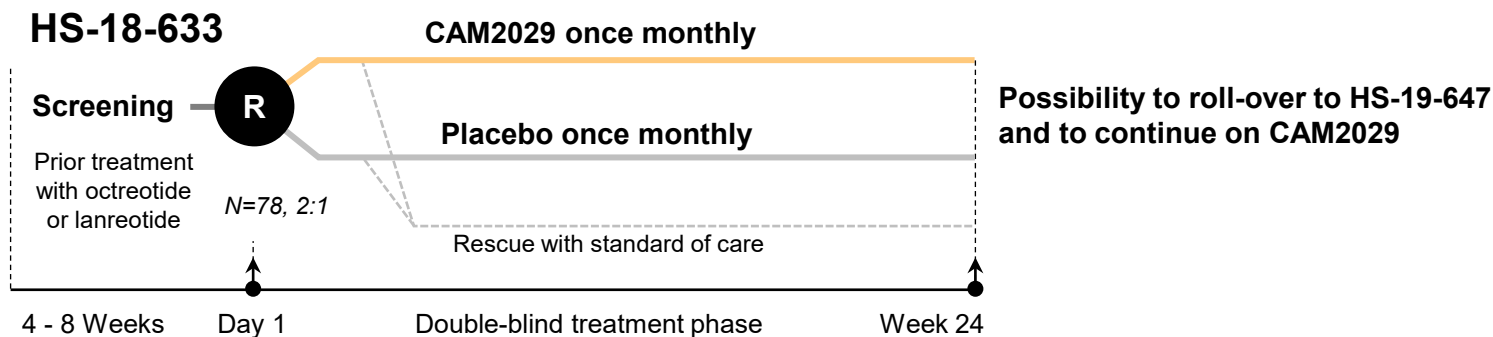 HS-18-633
CAM2029 once monthly
Screening
R
Possibility to roll-over to HS-19-647
and to continue on CAM2029
Placebo once monthly
Prior treatment
with octreotide
or lanreotide
N=78, 2:1
Rescue with standard of care
4 - 8 Weeks
Day 1
Double-blind treatment phase
Week 24